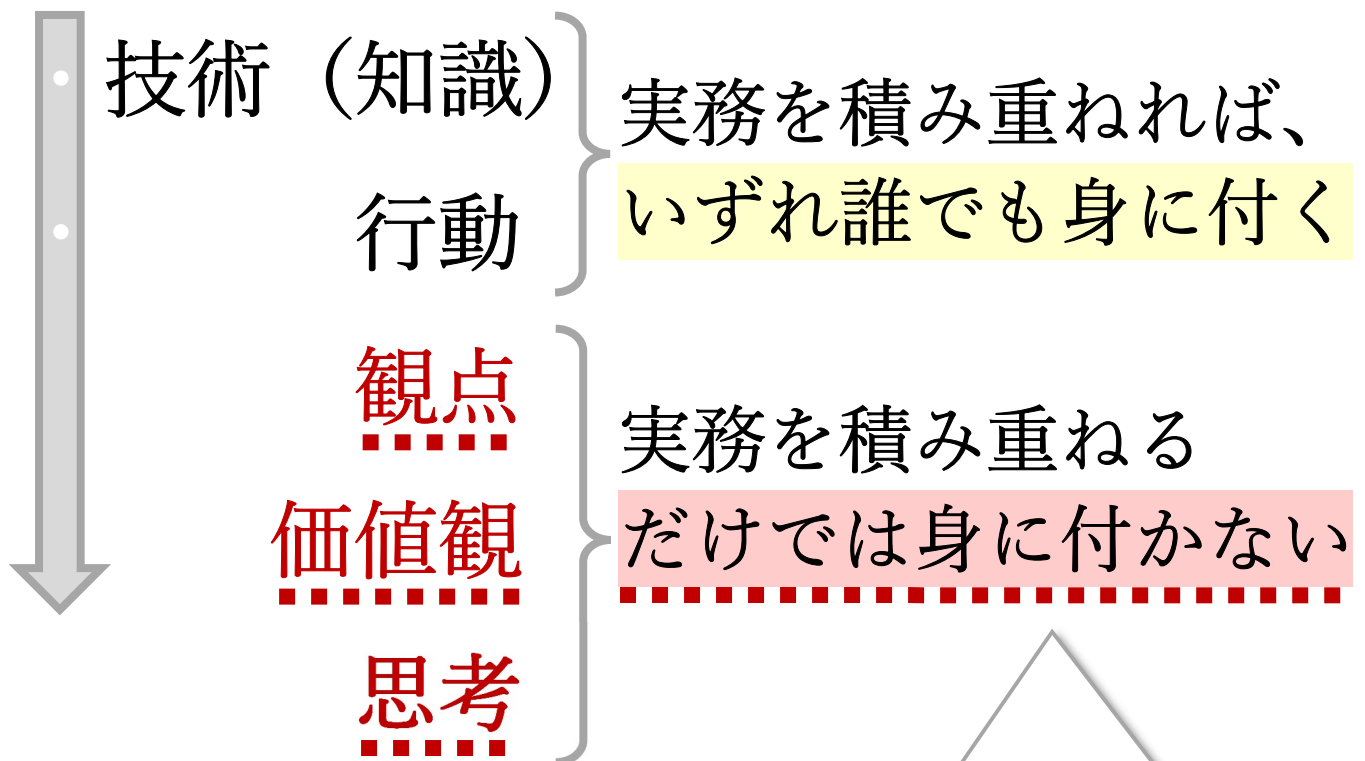 技術（知識）
行動
実務を積み重ねれば、
いずれ誰でも身に付く
観点
価値観
思考
実務を積み重ねる
だけでは身に付かない